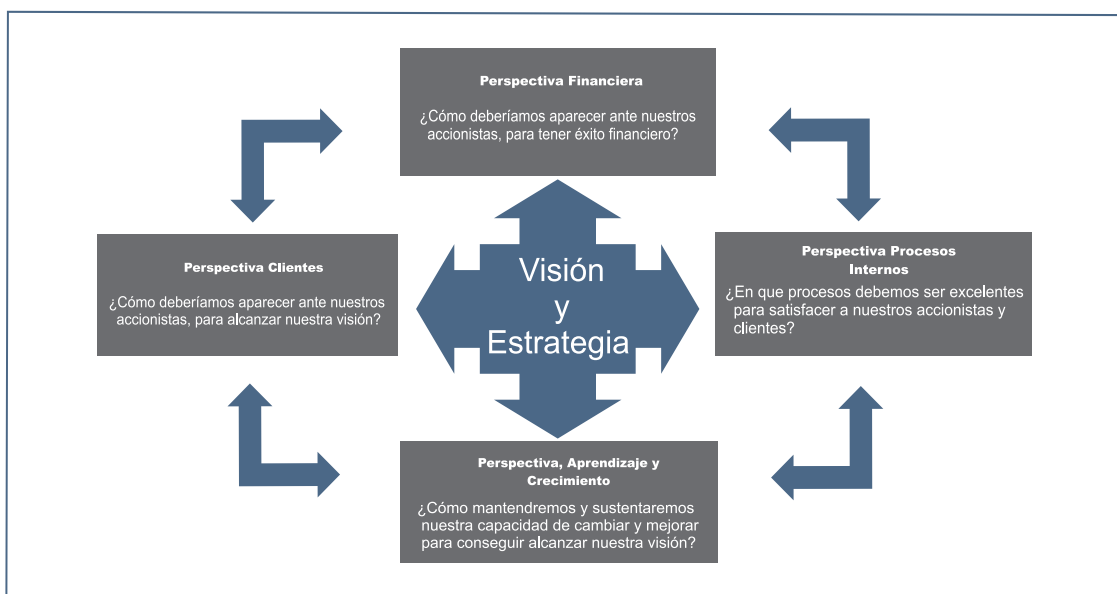 Perspectiva Financiera
¿Cómo deberíamos aparecer ante nuestros
accionistas, para tener éxito financiero?
Perspectiva Clientes
¿Cómo deberíamos aparecer ante nuestros
accionistas, para alcanzar nuestra visión?
Visión
y
Estrategia
Perspectiva Procesos
Internos
¿En que procesos debemos ser excelentes
para satisfacer a nuestros accionistas y
clientes?
Perspectiva, Aprendizaje y
Crecimiento
¿Cómo mantendremos y sustentaremos
nuestra capacidad de cambiar y mejorar
para conseguir alcanzar nuestra visión?